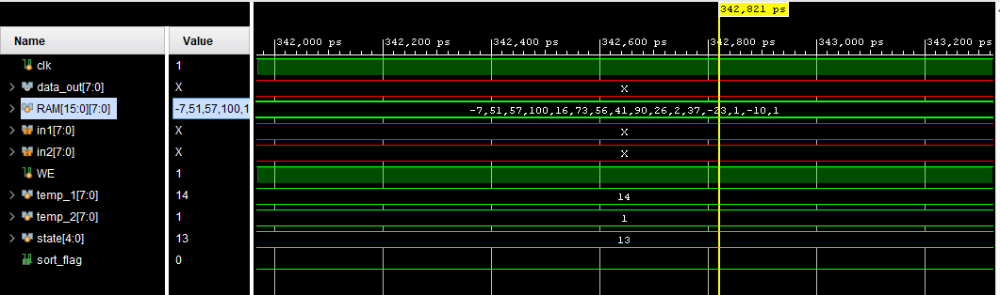 342,821 ps
Name Value
342,000 ps 342,200 ps 342,400 ps 342,600 ps 342,800 ps 343,000 ps 343,200 ps
clk 1
data_out[7:0] X X
RAM[15:0][7:0] -7,51,57,100,1 -7,51,57,100,16,73,56,41,90,26,2,37,-23,1,-10,1
in1[7:0] X X
in2[7:0] X X
WE 1
temp_1[7:0] 14 14
temp_2[7:0] 1 1
state[4:0] 13 13
sort_flag 0